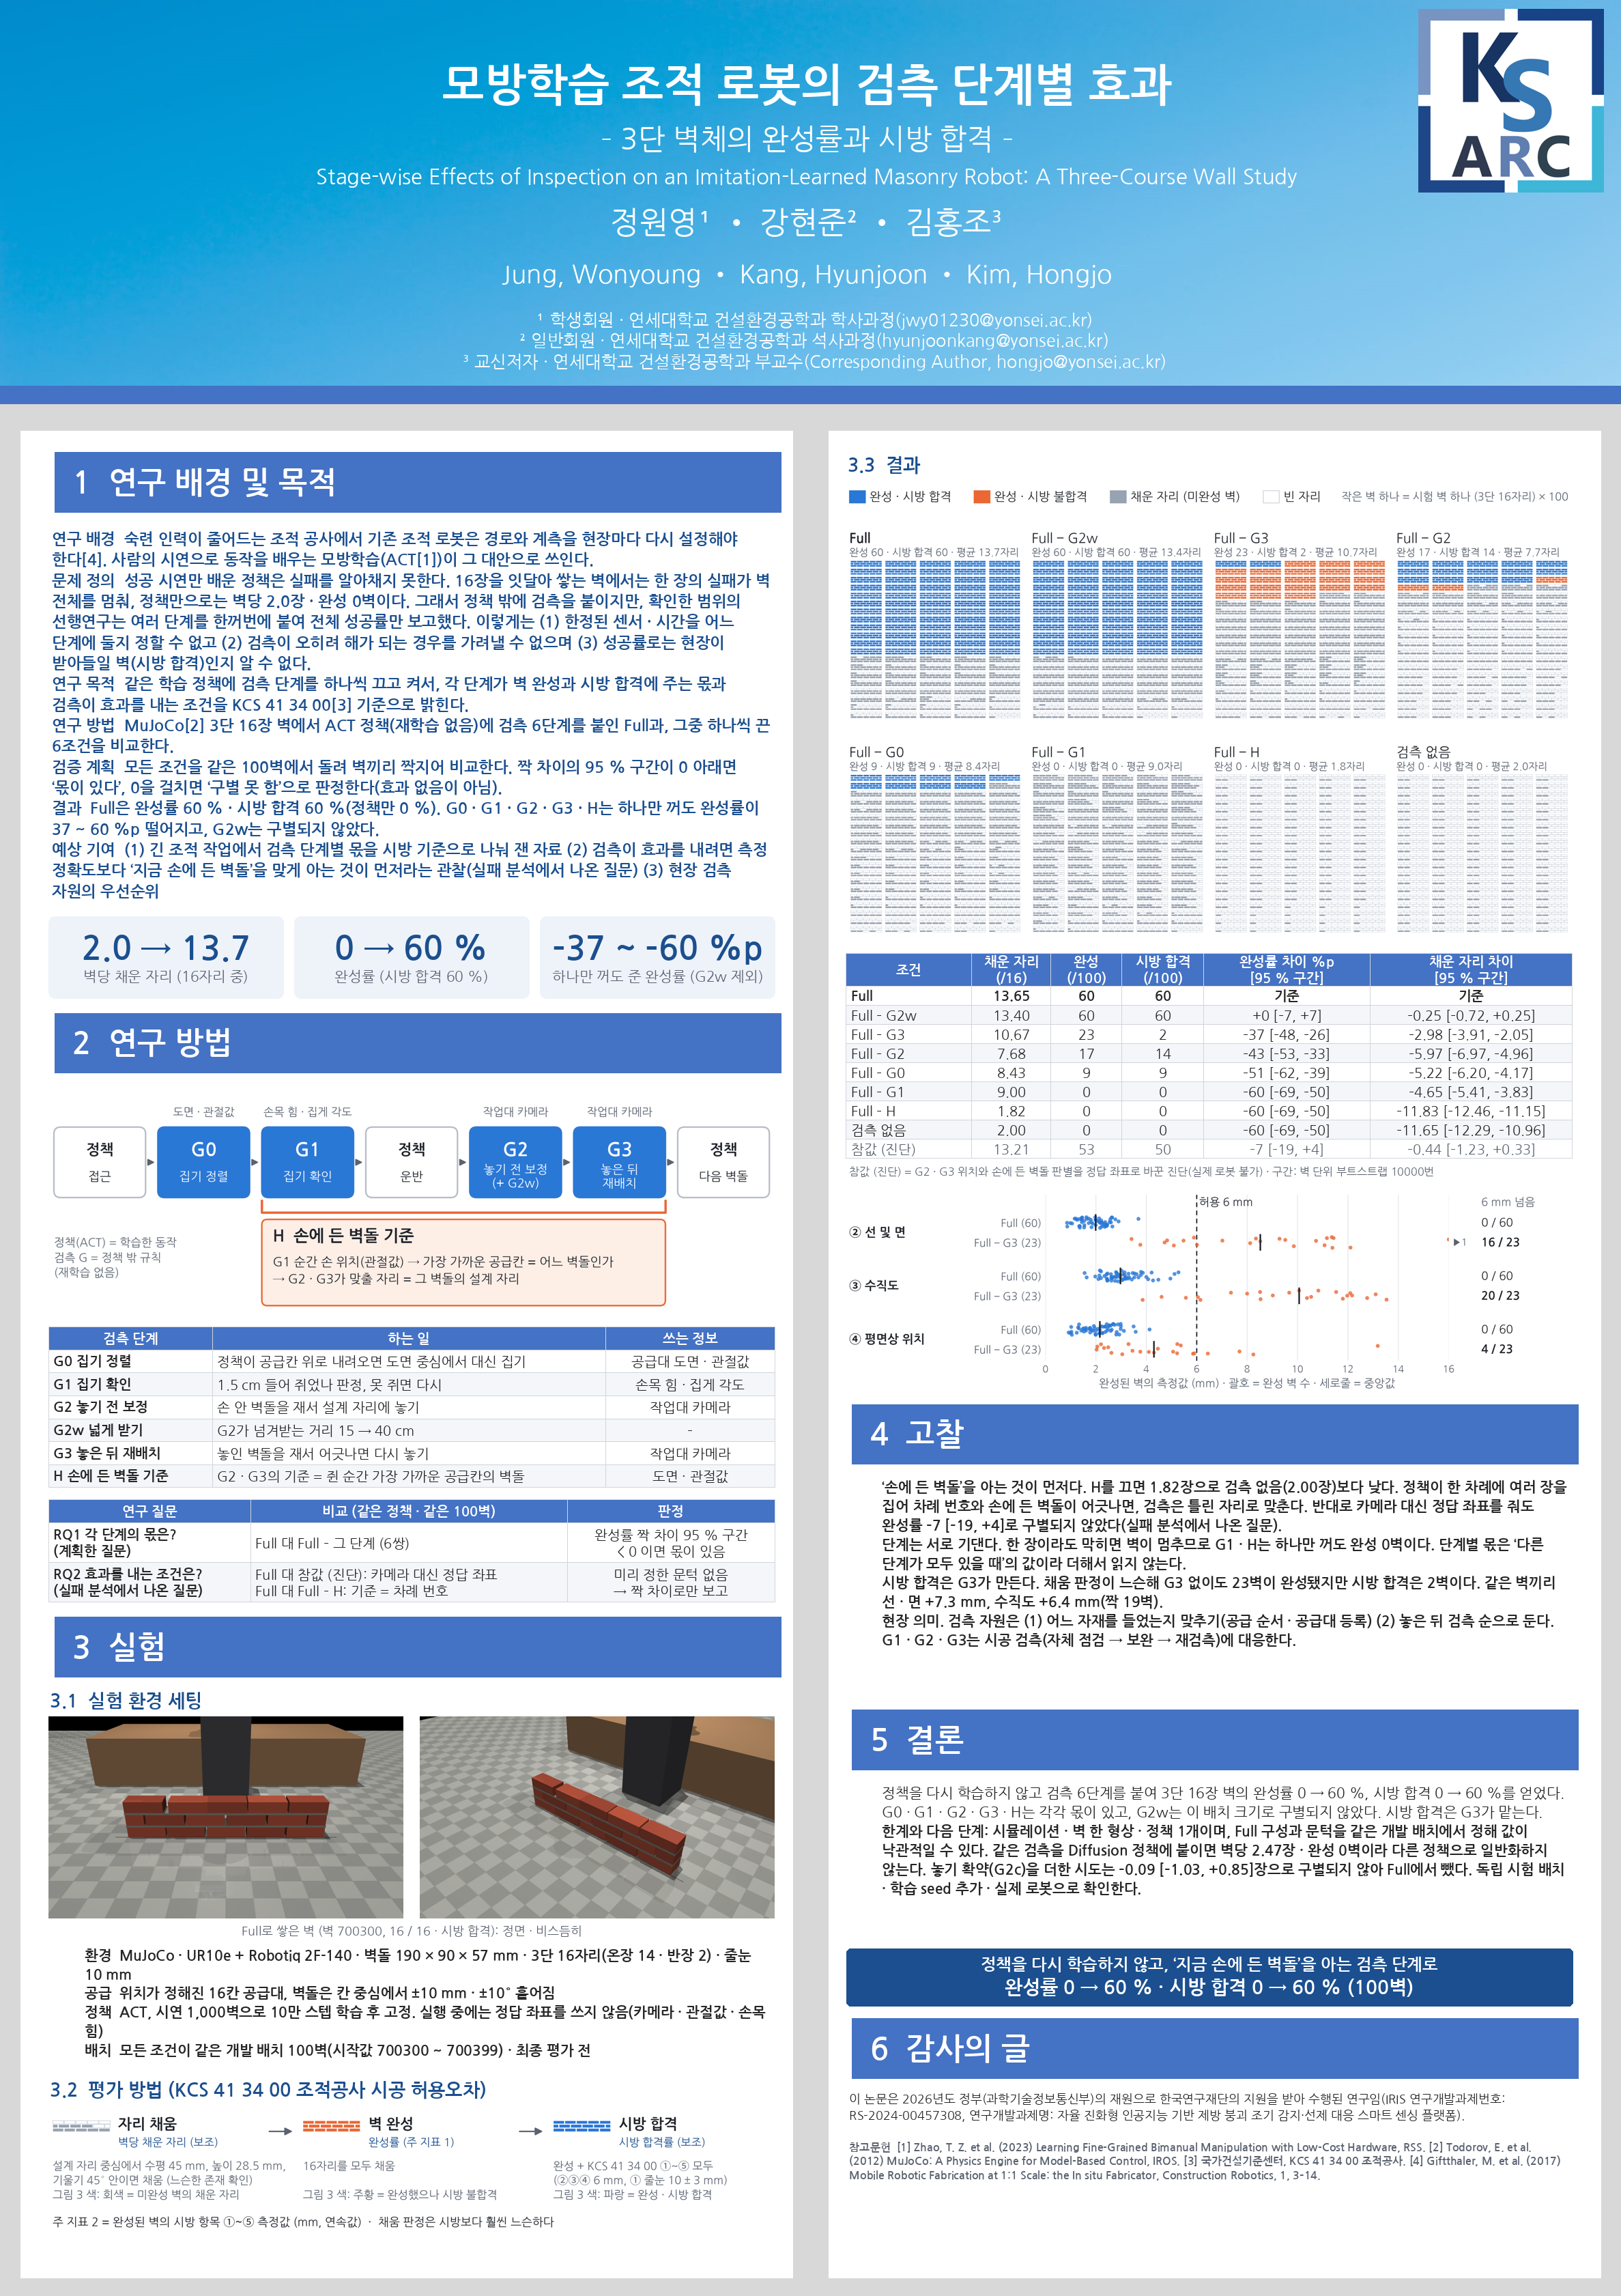 KS ARC
모방학습 조적 로봇의 검측 단계별 효과
– 3단 벽체의 완성률과 시방 합격 –
Stage-wise Effects of Inspection on an Imitation-Learned Masonry Robot: A Three-Course Wall Study
정원영¹ • 강현준² • 김홍조³
Jung, Wonyoung • Kang, Hyunjoon • Kim, Hongjo
¹ 학생회원 · 연세대학교 건설환경공학과 학사과정(jwy01230@yonsei.ac.kr)
² 일반회원 · 연세대학교 건설환경공학과 석사과정(hyunjoonkang@yonsei.ac.kr)
³ 교신저자 · 연세대학교 건설환경공학과 부교수(Corresponding Author, hongjo@yonsei.ac.kr)
1 연구 배경 및 목적
연구 배경 숙련 인력이 줄어드는 조적 공사에서 기존 조적 로봇은 경로와 계측을 현장마다 다시 설정해야
한다[4]. 사람의 시연으로 동작을 배우는 모방학습(ACT[1])이 그 대안으로 쓰인다.
문제 정의 성공 시연만 배운 정책은 실패를 알아채지 못한다. 16장을 잇달아 쌓는 벽에서는 한 장의 실패가 벽
전체를 멈춰, 정책만으로는 벽당 2.0장 · 완성 0벽이다. 그래서 정책 밖에 검측을 붙이지만, 확인한 범위의
선행연구는 여러 단계를 한꺼번에 붙여 전체 성공률만 보고했다. 이렇게는 (1) 한정된 센서 · 시간을 어느
단계에 둘지 정할 수 없고 (2) 검측이 오히려 해가 되는 경우를 가려낼 수 없으며 (3) 성공률로는 현장이
받아들일 벽(시방 합격)인지 알 수 없다.
연구 목적 같은 학습 정책에 검측 단계를 하나씩 끄고 켜서, 각 단계가 벽 완성과 시방 합격에 주는 몫과
검측이 효과를 내는 조건을 KCS 41 34 00[3] 기준으로 밝힌다.
연구 방법 MuJoCo[2] 3단 16장 벽에서 ACT 정책(재학습 없음)에 검측 6단계를 붙인 Full과, 그중 하나씩 끈
6조건을 비교한다.
검증 계획 모든 조건을 같은 100벽에서 돌려 벽끼리 짝지어 비교한다. 짝 차이의 95 % 구간이 0 아래면
‘몫이 있다’, 0을 걸치면 ‘구별 못 함’으로 판정한다(효과 없음이 아님).
결과 Full은 완성률 60 % · 시방 합격 60 %(정책만 0 %). G0 · G1 · G2 · G3 · H는 하나만 꺼도 완성률이
37 ~ 60 %p 떨어지고, G2w는 구별되지 않았다.
예상 기여 (1) 긴 조적 작업에서 검측 단계별 몫을 시방 기준으로 나눠 잰 자료 (2) 검측이 효과를 내려면 측정
정확도보다 ‘지금 손에 든 벽돌’을 맞게 아는 것이 먼저라는 관찰(실패 분석에서 나온 질문) (3) 현장 검측
자원의 우선순위
2.0 → 13.7
벽당 채운 자리 (16자리 중)
0 → 60 %
완성률 (시방 합격 60 %)
-37 ~ -60 %p
하나만 꺼도 준 완성률 (G2w 제외)
2 연구 방법
도면 · 관절값
손목 힘 · 집게 각도
작업대 카메라
작업대 카메라
정책 접근
G0 집기 정렬
G1 집기 확인
정책 운반
G2 놓기 전 보정 (+ G2w)
G3 놓은 뒤 재배치
정책 다음 벽돌
정책(ACT) = 학습한 동작
검측 G = 정책 밖 규칙
(재학습 없음)
H 손에 든 벽돌 기준
G1 순간 손 위치(관절값) → 가장 가까운 공급칸 = 어느 벽돌인가
→ G2 · G3가 맞출 자리 = 그 벽돌의 설계 자리
검측 단계 하는 일 쓰는 정보
G0 집기 정렬 정책이 공급칸 위로 내려오면 도면 중심에서 대신 집기 공급대 도면 · 관절값
G1 집기 확인 1.5 cm 들어 쥐었나 판정, 못 쥐면 다시 손목 힘 · 집게 각도
G2 놓기 전 보정 손 안 벽돌을 재서 설계 자리에 놓기 작업대 카메라
G2w 넓게 받기 G2가 넘겨받는 거리 15 → 40 cm –
G3 놓은 뒤 재배치 놓인 벽돌을 재서 어긋나면 다시 놓기 작업대 카메라
H 손에 든 벽돌 기준 G2 · G3의 기준 = 쥔 순간 가장 가까운 공급칸의 벽돌 도면 · 관절값
연구 질문 비교 (같은 정책 · 같은 100벽) 판정
RQ1 각 단계의 몫은? (계획한 질문) Full 대 Full – 그 단계 (6쌍) 완성률 짝 차이 95 % 구간 < 0 이면 몫이 있음
RQ2 효과를 내는 조건은? (실패 분석에서 나온 질문) Full 대 참값 (진단): 카메라 대신 정답 좌표 Full 대 Full – H: 기준 = 차례 번호 미리 정한 문턱 없음 → 짝 차이로만 보고
3 실험
3.1 실험 환경 세팅
Full로 쌓은 벽 (벽 700300, 16 / 16 · 시방 합격): 정면 · 비스듬히
환경 MuJoCo · UR10e + Robotiq 2F-140 · 벽돌 190 × 90 × 57 mm · 3단 16자리(온장 14 · 반장 2) · 줄눈
10 mm
공급 위치가 정해진 16칸 공급대, 벽돌은 칸 중심에서 ±10 mm · ±10° 흩어짐
정책 ACT, 시연 1,000벽으로 10만 스텝 학습 후 고정. 실행 중에는 정답 좌표를 쓰지 않음(카메라 · 관절값 · 손목
힘)
배치 모든 조건이 같은 개발 배치 100벽(시작값 700300 ~ 700399) · 최종 평가 전
3.2 평가 방법 (KCS 41 34 00 조적공사 시공 허용오차)
자리 채움
벽당 채운 자리 (보조)
벽 완성
완성률 (주 지표 1)
시방 합격
시방 합격률 (보조)
설계 자리 중심에서 수평 45 mm, 높이 28.5 mm,
기울기 45° 안이면 채움 (느슨한 존재 확인)
그림 3 색: 회색 = 미완성 벽의 채운 자리
16자리를 모두 채움
그림 3 색: 주황 = 완성했으나 시방 불합격
완성 + KCS 41 34 00 ①~⑤ 모두
(②③④ 6 mm, ① 줄눈 10 ± 3 mm)
그림 3 색: 파랑 = 완성 · 시방 합격
주 지표 2 = 완성된 벽의 시방 항목 ①~⑤ 측정값 (mm, 연속값) · 채움 판정은 시방보다 훨씬 느슨하다
3.3 결과
완성 · 시방 합격 완성 · 시방 불합격 채운 자리 (미완성 벽) 빈 자리 작은 벽 하나 = 시험 벽 하나 (3단 16자리) × 100
Full
완성 60 · 시방 합격 60 · 평균 13.7자리
Full − G2w
완성 60 · 시방 합격 60 · 평균 13.4자리
Full − G3
완성 23 · 시방 합격 2 · 평균 10.7자리
Full − G2
완성 17 · 시방 합격 14 · 평균 7.7자리
Full − G0
완성 9 · 시방 합격 9 · 평균 8.4자리
Full − G1
완성 0 · 시방 합격 0 · 평균 9.0자리
Full − H
완성 0 · 시방 합격 0 · 평균 1.8자리
검측 없음
완성 0 · 시방 합격 0 · 평균 2.0자리
조건 채운 자리 (/16) 완성 (/100) 시방 합격 (/100) 완성률 차이 %p [95 % 구간] 채운 자리 차이 [95 % 구간]
Full 13.65 60 60 기준 기준
Full – G2w 13.40 60 60 +0 [-7, +7] -0.25 [-0.72, +0.25]
Full – G3 10.67 23 2 -37 [-48, -26] -2.98 [-3.91, -2.05]
Full – G2 7.68 17 14 -43 [-53, -33] -5.97 [-6.97, -4.96]
Full – G0 8.43 9 9 -51 [-62, -39] -5.22 [-6.20, -4.17]
Full – G1 9.00 0 0 -60 [-69, -50] -4.65 [-5.41, -3.83]
Full – H 1.82 0 0 -60 [-69, -50] -11.83 [-12.46, -11.15]
검측 없음 2.00 0 0 -60 [-69, -50] -11.65 [-12.29, -10.96]
참값 (진단) 13.21 53 50 -7 [-19, +4] -0.44 [-1.23, +0.33]
참값 (진단) = G2 · G3 위치와 손에 든 벽돌 판별을 정답 좌표로 바꾼 진단(실제 로봇 불가) · 구간: 벽 단위 부트스트랩 10000번
허용 6 mm 6 mm 넘음
② 선 및 면 Full (60) 0 / 60
Full − G3 (23) ▶1 16 / 23
③ 수직도 Full (60) 0 / 60
Full − G3 (23) 20 / 23
④ 평면상 위치 Full (60) 0 / 60
Full − G3 (23) 4 / 23
0 2 4 6 8 10 12 14 16
완성된 벽의 측정값 (mm) · 괄호 = 완성 벽 수 · 세로줄 = 중앙값
4 고찰
‘손에 든 벽돌’을 아는 것이 먼저다. H를 끄면 1.82장으로 검측 없음(2.00장)보다 낮다. 정책이 한 차례에 여러 장을
집어 차례 번호와 손에 든 벽돌이 어긋나면, 검측은 틀린 자리로 맞춘다. 반대로 카메라 대신 정답 좌표를 줘도
완성률 -7 [-19, +4]로 구별되지 않았다(실패 분석에서 나온 질문).
단계는 서로 기댄다. 한 장이라도 막히면 벽이 멈추므로 G1 · H는 하나만 꺼도 완성 0벽이다. 단계별 몫은 ‘다른
단계가 모두 있을 때’의 값이라 더해서 읽지 않는다.
시방 합격은 G3가 만든다. 채움 판정이 느슨해 G3 없이도 23벽이 완성됐지만 시방 합격은 2벽이다. 같은 벽끼리
선 · 면 +7.3 mm, 수직도 +6.4 mm(짝 19벽).
현장 의미. 검측 자원은 (1) 어느 자재를 들었는지 맞추기(공급 순서 · 공급대 등록) (2) 놓은 뒤 검측 순으로 둔다.
G1 · G2 · G3는 시공 검측(자체 점검 → 보완 → 재검측)에 대응한다.
5 결론
정책을 다시 학습하지 않고 검측 6단계를 붙여 3단 16장 벽의 완성률 0 → 60 %, 시방 합격 0 → 60 %를 얻었다.
G0 · G1 · G2 · G3 · H는 각각 몫이 있고, G2w는 이 배치 크기로 구별되지 않았다. 시방 합격은 G3가 맡는다.
한계와 다음 단계: 시뮬레이션 · 벽 한 형상 · 정책 1개이며, Full 구성과 문턱을 같은 개발 배치에서 정해 값이
낙관적일 수 있다. 같은 검측을 Diffusion 정책에 붙이면 벽당 2.47장 · 완성 0벽이라 다른 정책으로 일반화하지
않는다. 놓기 확약(G2c)을 더한 시도는 -0.09 [-1.03, +0.85]장으로 구별되지 않아 Full에서 뺐다. 독립 시험 배치
· 학습 seed 추가 · 실제 로봇으로 확인한다.
정책을 다시 학습하지 않고, ‘지금 손에 든 벽돌’을 아는 검측 단계로
완성률 0 → 60 % · 시방 합격 0 → 60 % (100벽)
6 감사의 글
이 논문은 2026년도 정부(과학기술정보통신부)의 재원으로 한국연구재단의 지원을 받아 수행된 연구임(IRIS 연구개발과제번호:
RS-2024-00457308, 연구개발과제명: 자율 진화형 인공지능 기반 제방 붕괴 조기 감지·선제 대응 스마트 센싱 플랫폼).
참고문헌 [1] Zhao, T. Z. et al. (2023) Learning Fine-Grained Bimanual Manipulation with Low-Cost Hardware, RSS. [2] Todorov, E. et al.
(2012) MuJoCo: A Physics Engine for Model-Based Control, IROS. [3] 국가건설기준센터, KCS 41 34 00 조적공사. [4] Giftthaler, M. et al. (2017)
Mobile Robotic Fabrication at 1:1 Scale: the In situ Fabricator, Construction Robotics, 1, 3–14.